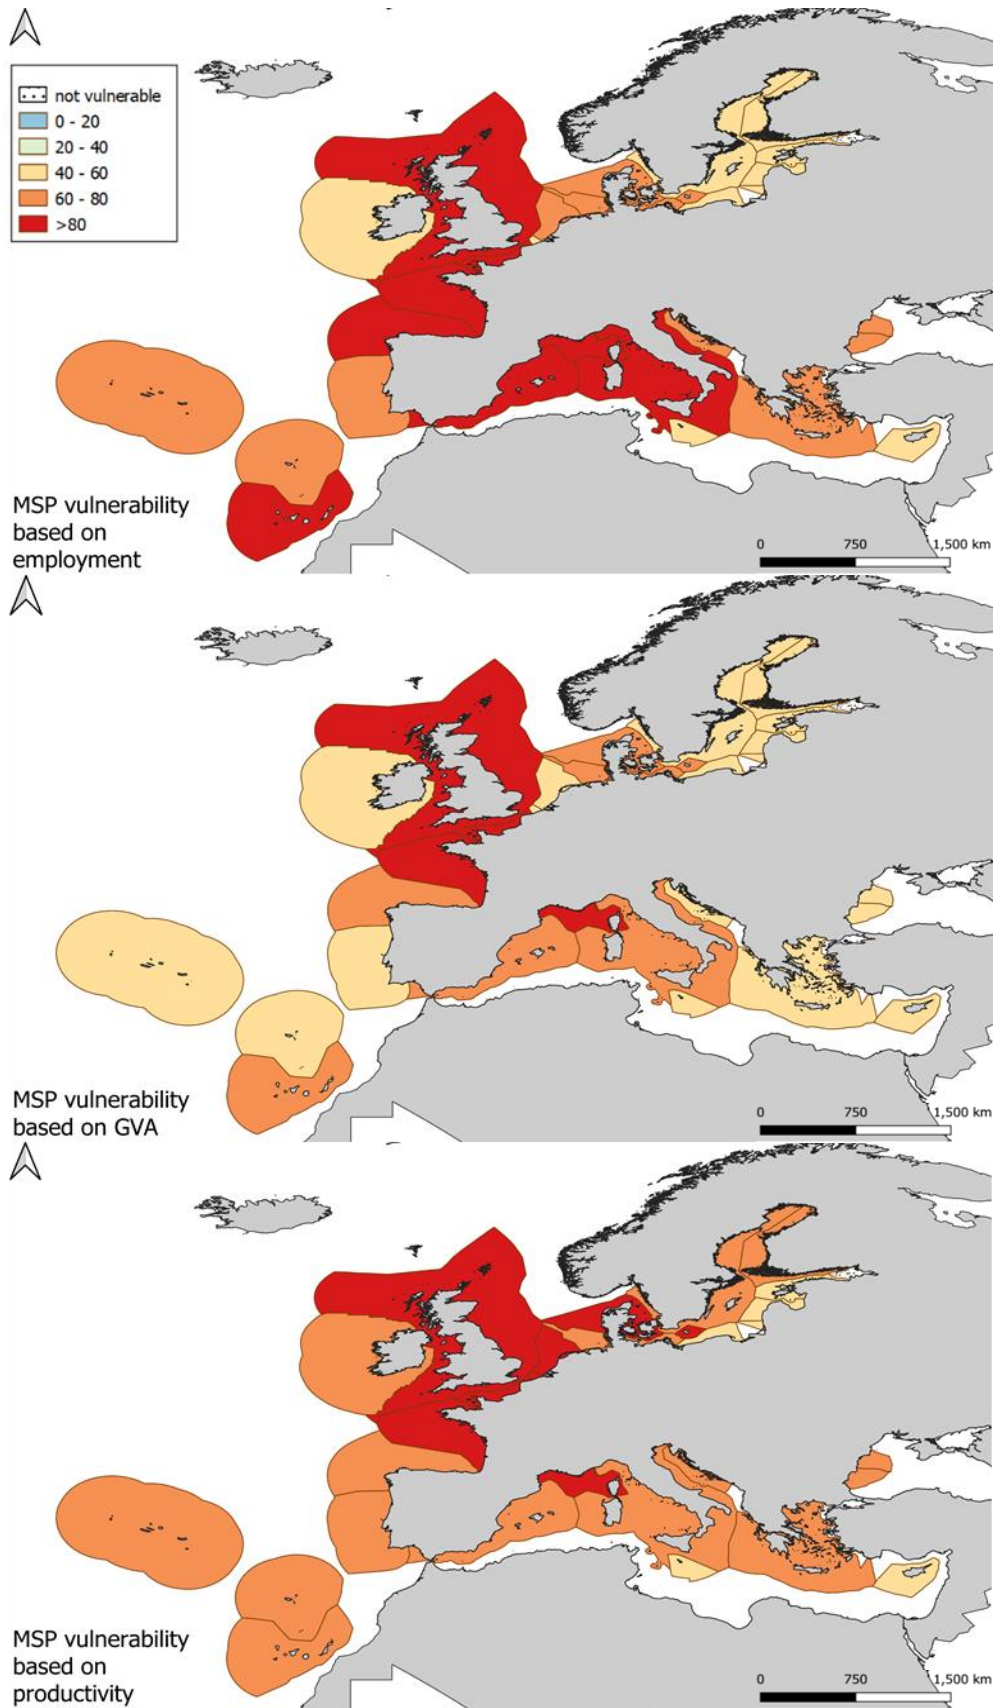 not vulnerable
0 - 20
20 - 40
40 - 60
60 - 80
>80
MSP vulnerability
based on
employment
0 750 1,500 km
MSP vulnerability
based on GVA
0 750 1,500 km
MSP vulnerability
based on
productivity
0 750 1,500 km